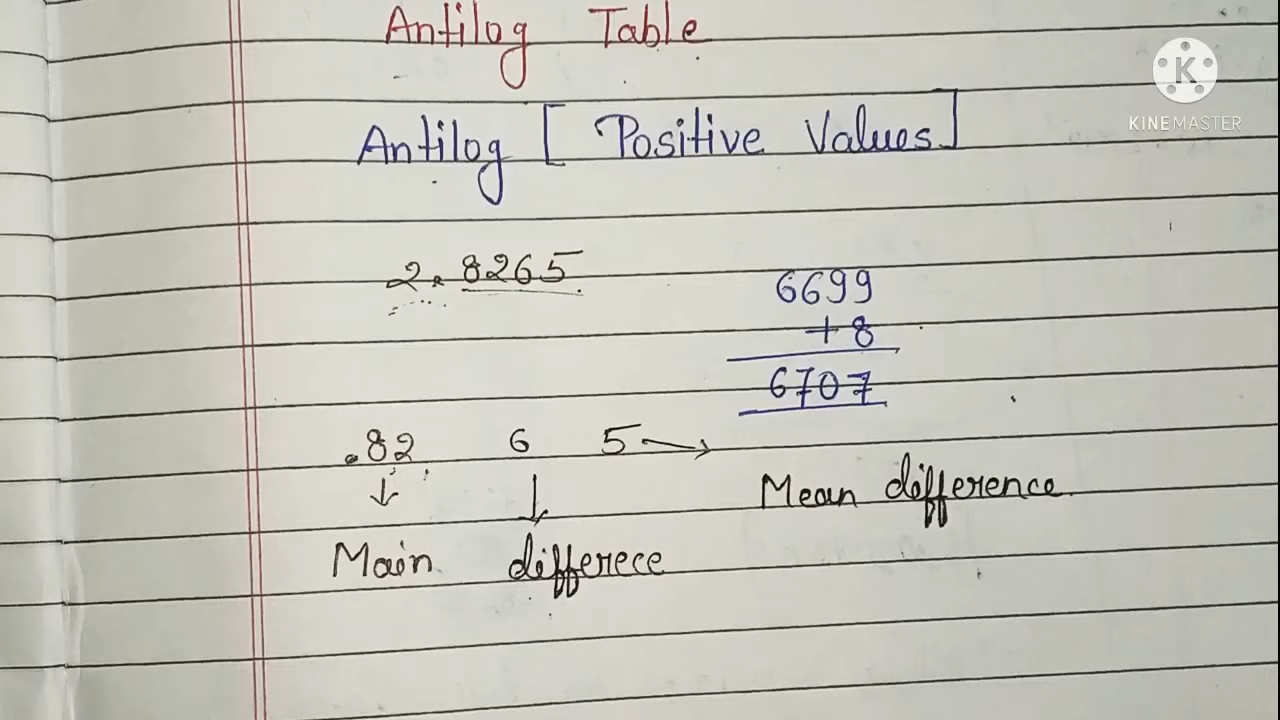 Antilog Table
K
KINEMASTER
Antilog [ Positive Values ]
2.8265
6699
+ 8
6707
.82 6 5
Mean difference
Main differece